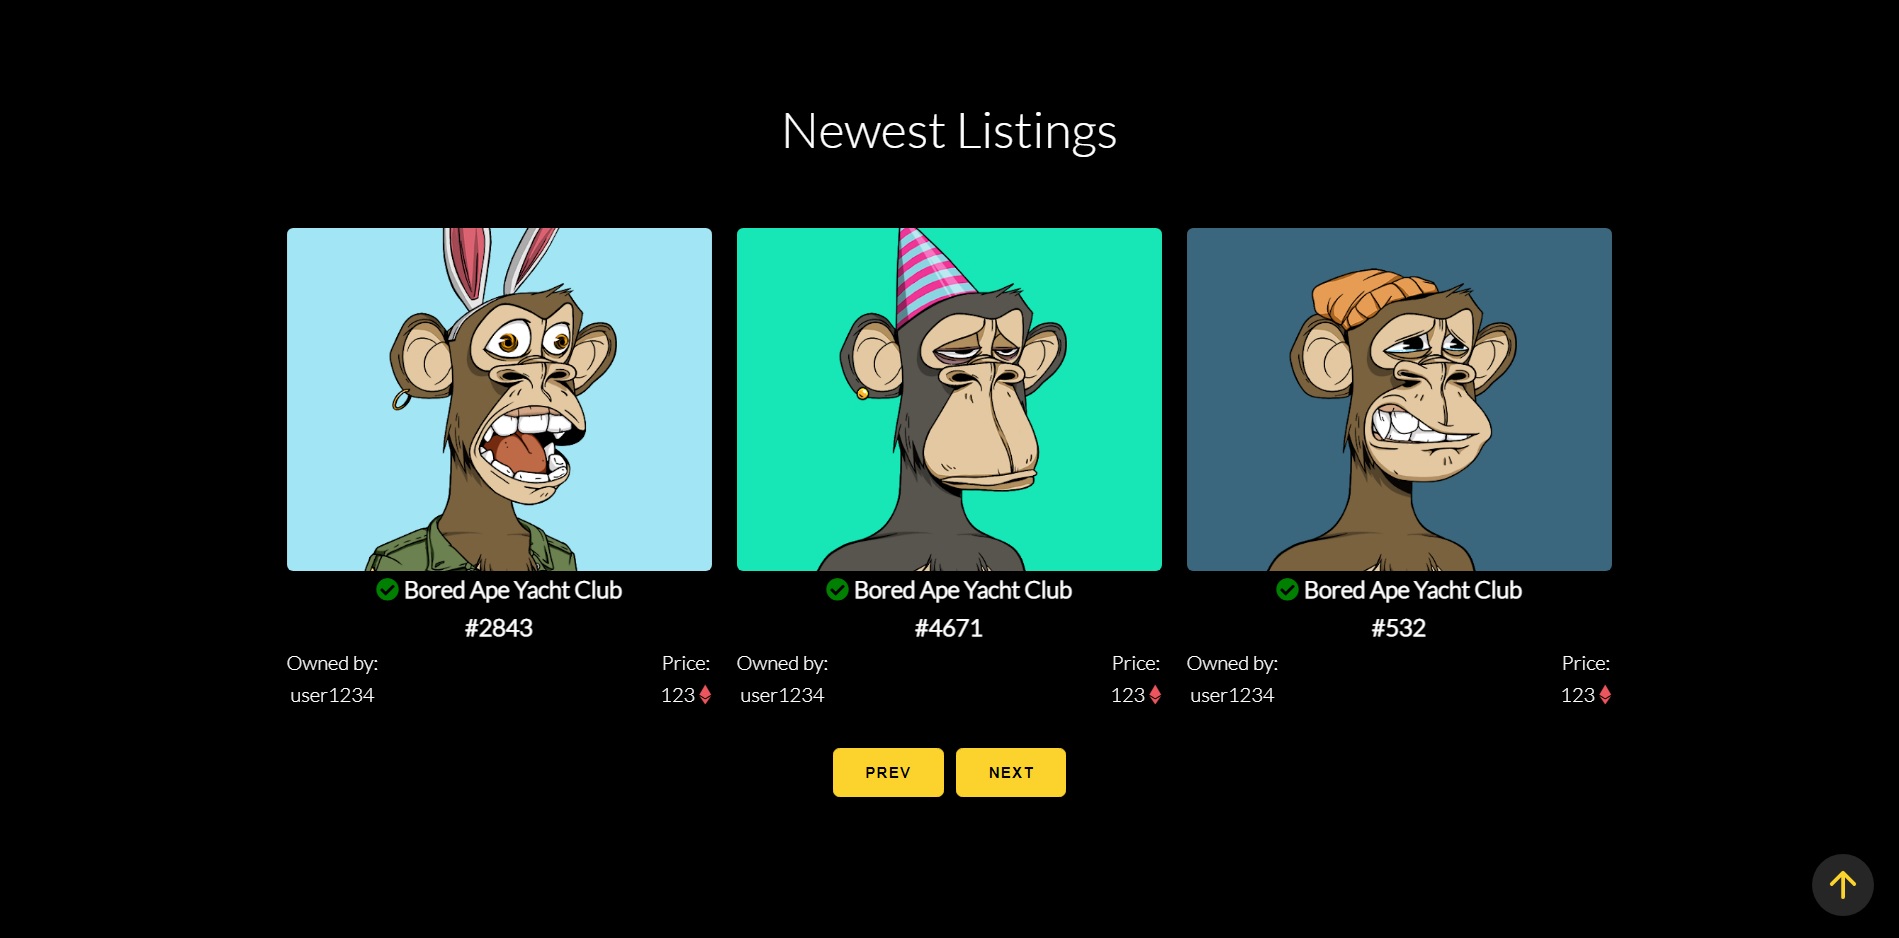 Newest Listings
Bored Ape Yacht Club
#2843
Owned by: Price:
user1234 123
Bored Ape Yacht Club
#4671
Owned by: Price:
user1234 123
Bored Ape Yacht Club
#532
Owned by: Price:
user1234 123
PREV NEXT